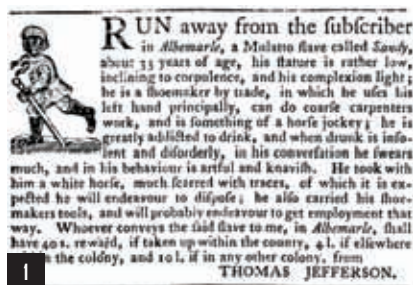 RUN away from the ſubſcriber
in Albemarle, a Mulatto ſlave called Sandy,
about 35 years of age, his ſtature is rather low,
inclining to corpulence, and his complexion light;
he is a ſhoemaker by trade, in which he uſes his
left hand principally, can do coarſe carpenters
work, and is ſomething of a horſe jockey; he is
greatly addicted to drink, and when drunk is inſo-
lent and diſorderly, in his converſation he ſwears
much, and in his behaviour is artful and knaviſh. He took with
him a white horſe, much ſcarred with traces, of which it is ex-
pected he will endeavour to diſpoſe; he alſo carried his ſhoe-
makers tools, and will probably endeavour to get employment that
way. Whoever conveys the ſaid ſlave to me, in Albemarle, ſhall
have 40 s. reward, if taken up within the county, 4 l. if elſewhere
the colony, and 10 l. if in any other colony, from
THOMAS JEFFERSON.
1